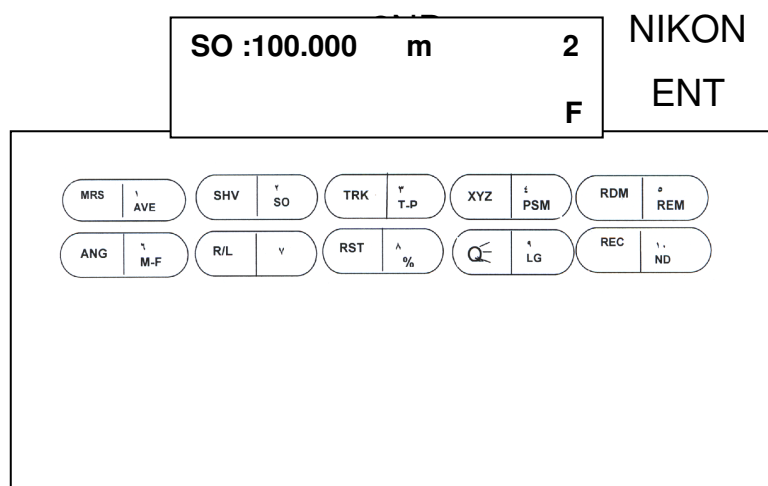 NIKON
SO :100.000 m 2
ENT
F
MRS ١ AVE SHV ٢ SO TRK ٣ T-P XYZ ٤ PSM RDM ٥ REM
ANG ٦ M-F R/L ٧ RST ٨ % ٩ LG REC ١٠ ND